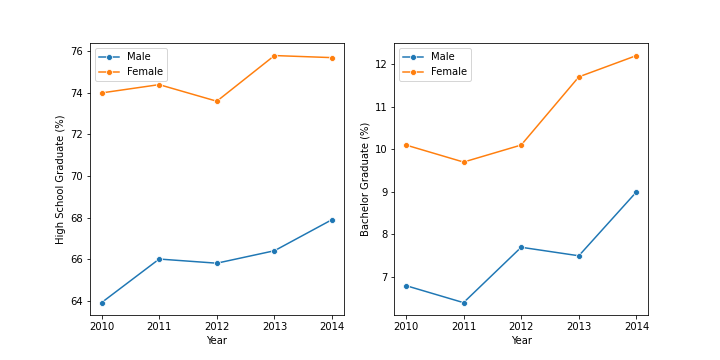 Male
Female
High School Graduate (%)
76
74
72
70
68
66
64
2010 2011 2012 2013 2014
Year
Male
Female
Bachelor Graduate (%)
12
11
10
9
8
7
2010 2011 2012 2013 2014
Year